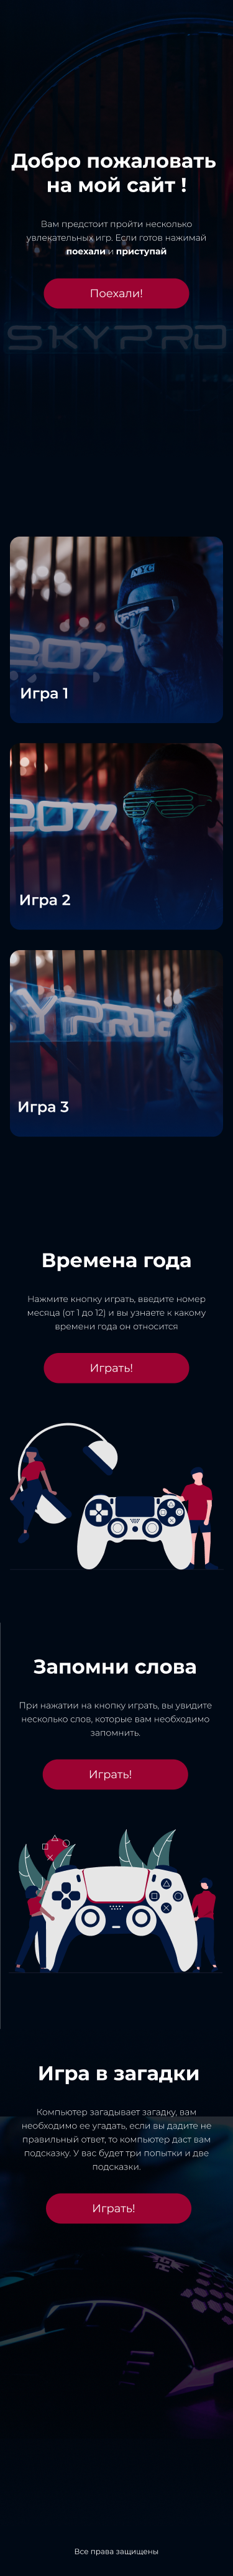 Добро пожаловать
на мой сайт !
Вам предстоит пройти несколько
увлекательных игр. Если готов нажимай
поехали и приступай
Поехали!
SKYPRO
NYC
2077
Игра 1
2077
Игра 2
Игра 3
Времена года
Нажмите кнопку играть, введите номер
месяца (от 1 до 12) и вы узнаете к какому
времени года он относится
Играть!
Запомни слова
При нажатии на кнопку играть, вы увидите
несколько слов, которые вам необходимо
запомнить.
Играть!
Игра в загадки
Компьютер загадывает загадку, вам
необходимо ее угадать, если вы дадите не
правильный ответ, то компьютер даст вам
подсказку. У вас будет три попытки и две
подсказки.
Играть!
Все права защищены